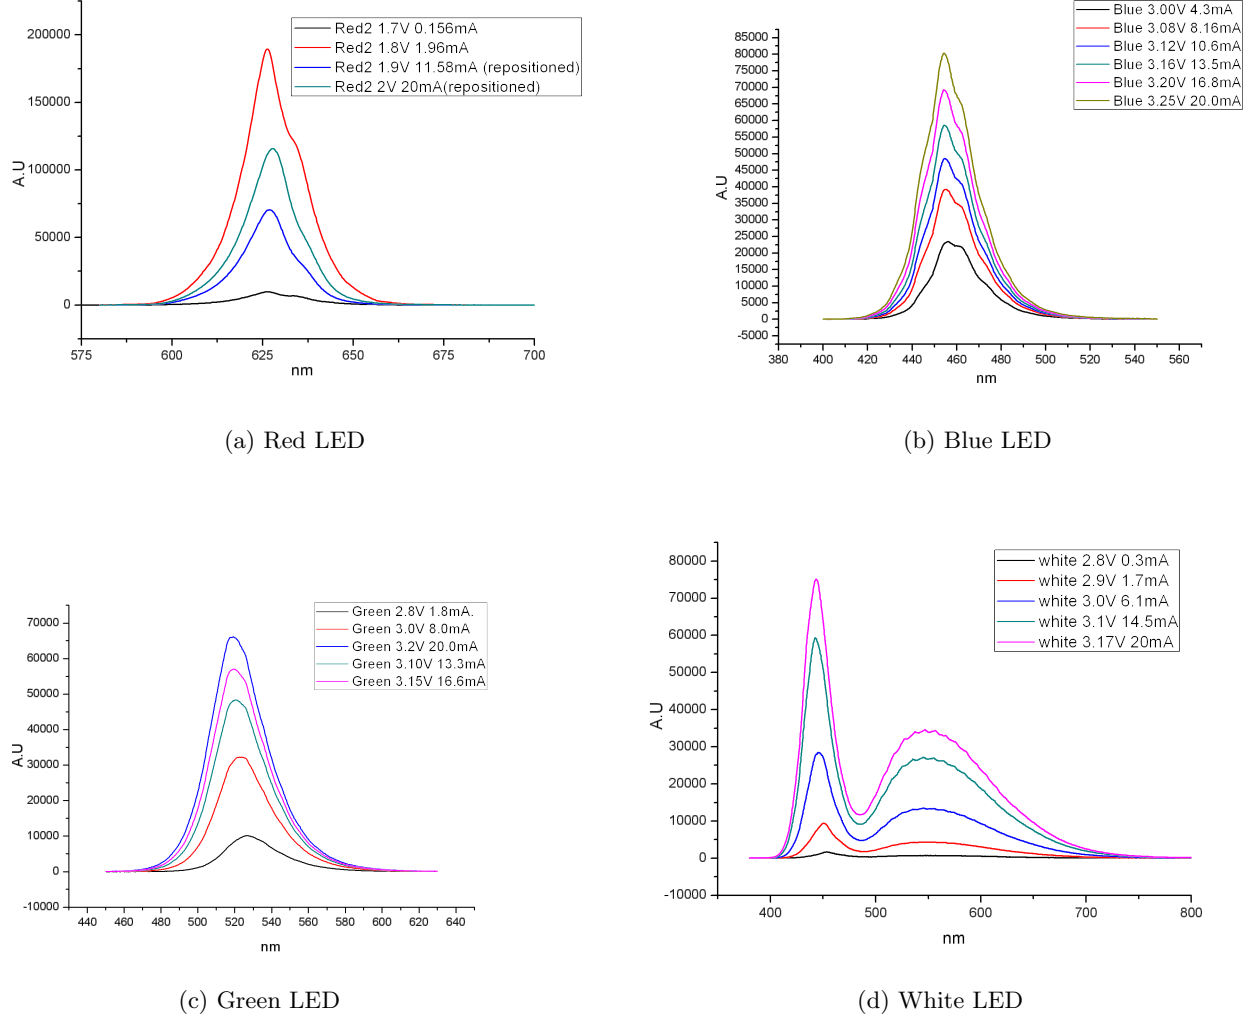 Red2 1.7V 0.156mA
Red2 1.8V 1.96mA
Red2 1.9V 11.58mA (repositioned)
Red2 2V 20mA(repositioned)
200000
150000
100000
50000
0
A.U
575 600 625 650 675 700
nm
(a) Red LED
Blue 3.00V 4.3mA
Blue 3.08V 8.16mA
Blue 3.12V 10.6mA
Blue 3.16V 13.5mA
Blue 3.20V 16.8mA
Blue 3.25V 20.0mA
85000
80000
75000
70000
65000
60000
55000
50000
45000
40000
35000
30000
25000
20000
15000
10000
5000
0
-5000
A.U
380 400 420 440 460 480 500 520 540 560
nm
(b) Blue LED
Green 2.8V 1.8mA.
Green 3.0V 8.0mA
Green 3.2V 20.0mA
Green 3.10V 13.3mA
Green 3.15V 16.6mA
70000
60000
50000
40000
30000
20000
10000
0
-10000
A.U
440 460 480 500 520 540 560 580 600 620 640
nm
(c) Green LED
white 2.8V 0.3mA
white 2.9V 1.7mA
white 3.0V 6.1mA
white 3.1V 14.5mA
white 3.17V 20mA
80000
70000
60000
50000
40000
30000
20000
10000
0
-10000
A.U
400 500 600 700 800
nm
(d) White LED